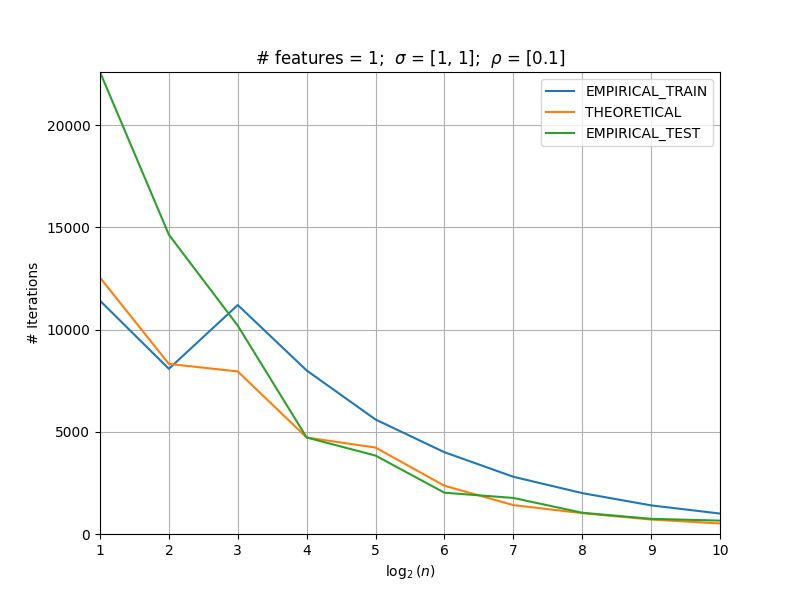 # features = 1;  σ = [1, 1];  ρ = [0.1]
EMPIRICAL_TRAIN
THEORETICAL
EMPIRICAL_TEST
# Iterations
20000
15000
10000
5000
0
1 2 3 4 5 6 7 8 9 10
log₂(n)